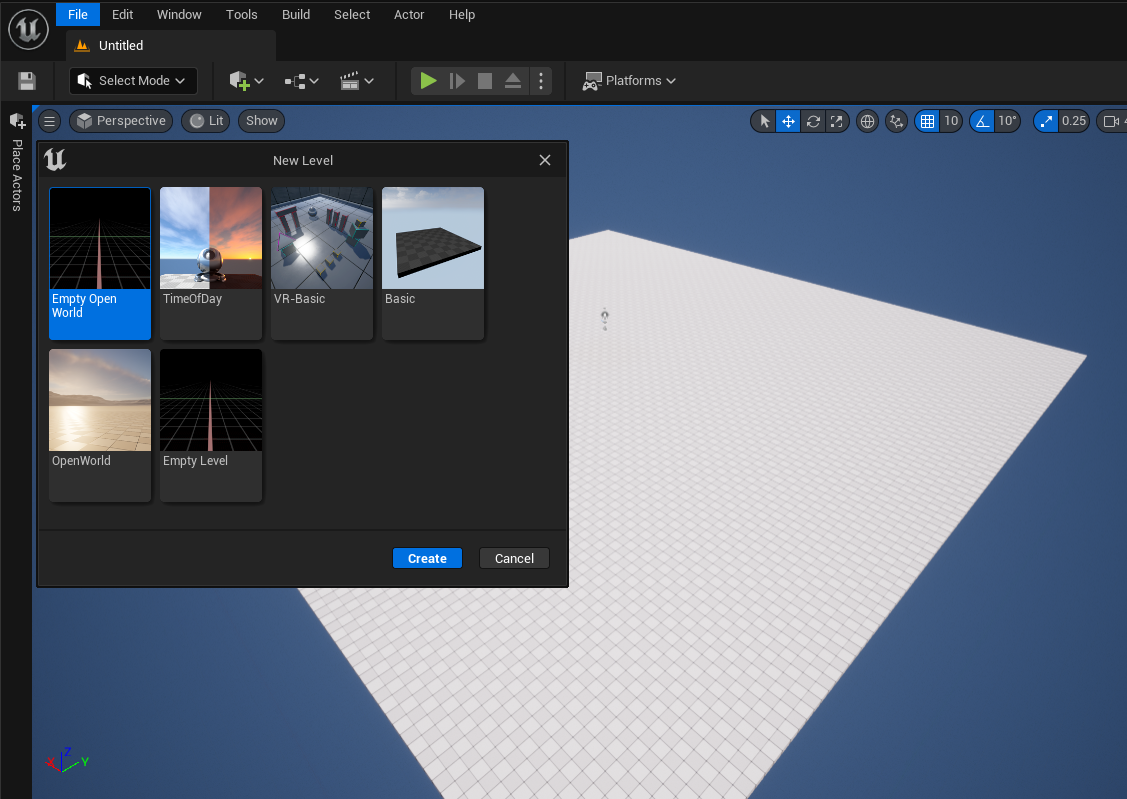 File Edit Window Tools Build Select Actor Help
Untitled
Select Mode
Platforms
Perspective Lit Show 10 10° 0.25 4
Place Actors
New Level
Empty Open
World
TimeOfDay
VR-Basic
Basic
OpenWorld
Empty Level
Create Cancel
X Z Y